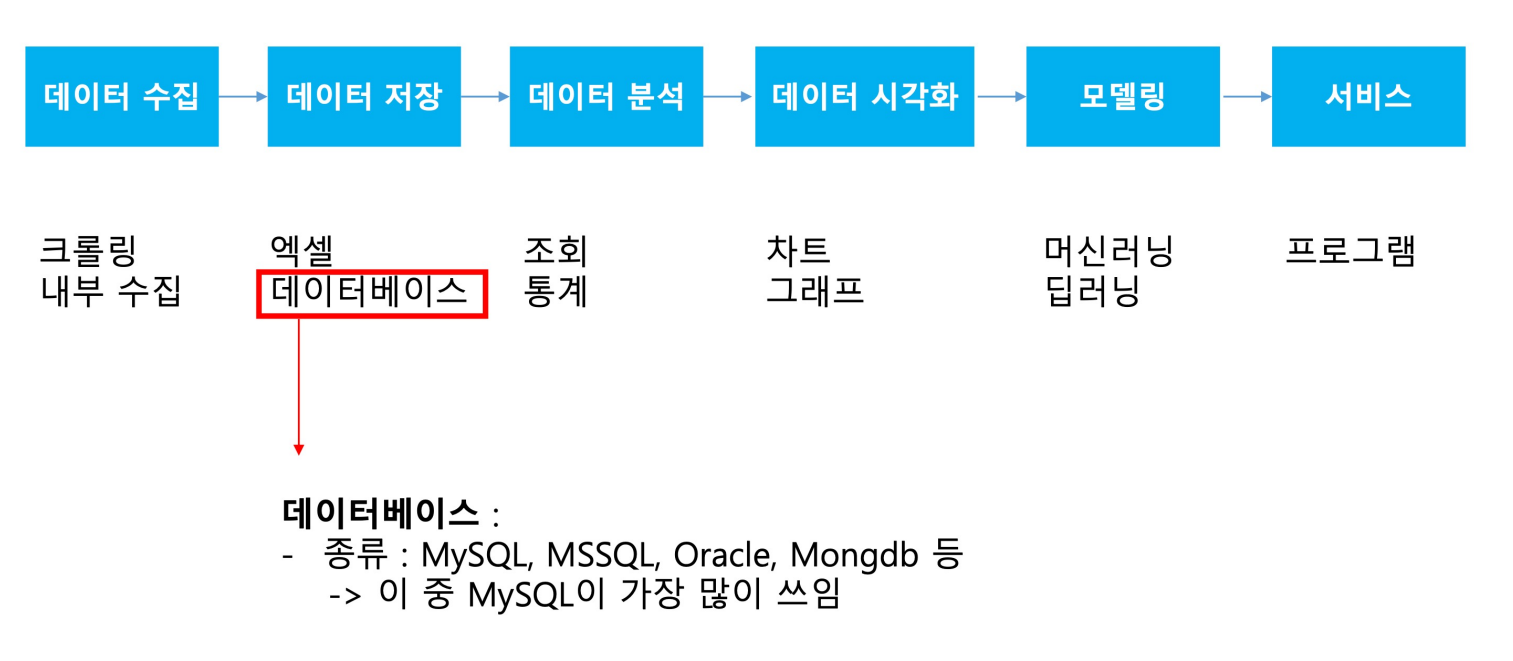 데이터 수집
데이터 저장
데이터 분석
데이터 시각화
모델링
서비스
크롤링
내부 수집
엑셀
데이터베이스
조회
통계
차트
그래프
머신러닝
딥러닝
프로그램
데이터베이스 :
- 종류 : MySQL, MSSQL, Oracle, Mongdb 등
-> 이 중 MySQL이 가장 많이 쓰임